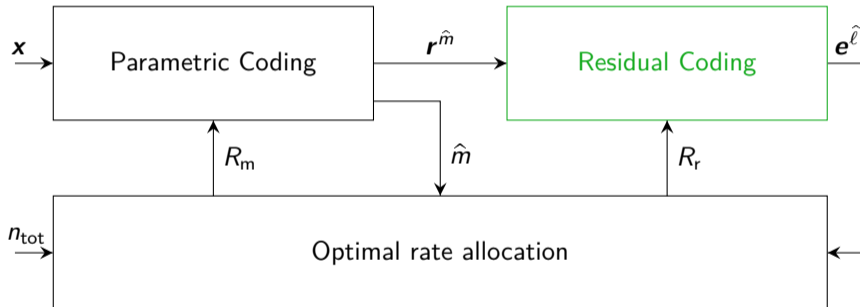 x
Parametric Coding
r^m̂
Residual Coding
e^ℓ̂
R_m
m̂
R_r
n_tot
Optimal rate allocation